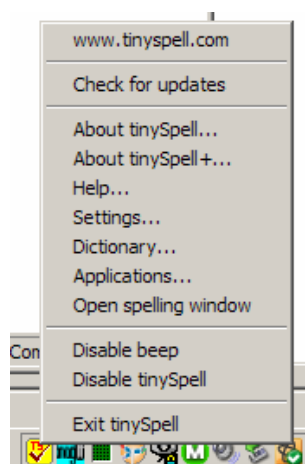 www.tinyspell.com
Check for updates
About tinySpell...
About tinySpell+...
Help...
Settings...
Dictionary...
Applications...
Open spelling window
Com
Disable beep
Disable tinySpell
Exit tinySpell